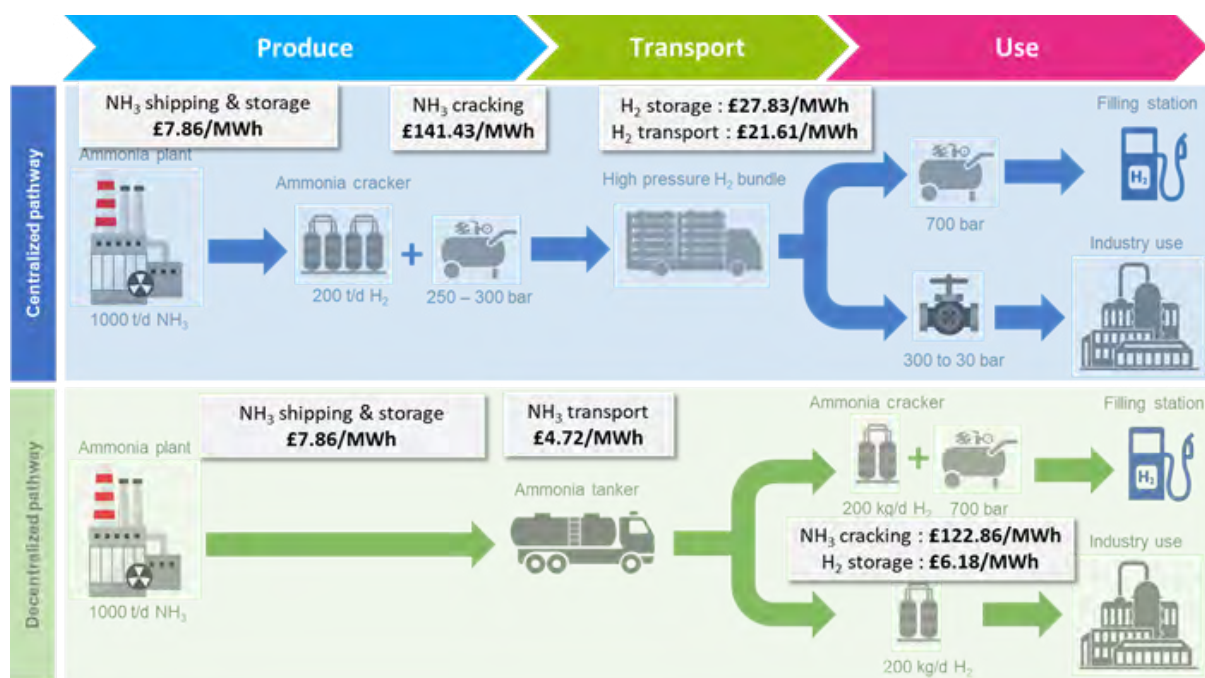 Produce
Transport
Use
Centralized pathway
NH₃ shipping & storage
£7.86/MWh
NH₃ cracking
£141.43/MWh
H₂ storage : £27.83/MWh
H₂ transport : £21.61/MWh
Filling station
Ammonia plant
Ammonia cracker
High pressure H₂ bundle
H₂
+
700 bar
Industry use
200 t/d H₂
250 – 300 bar
1000 t/d NH₃
300 to 30 bar
Decentralized pathway
NH₃ shipping & storage
£7.86/MWh
NH₃ transport
£4.72/MWh
Ammonia cracker
Filling station
Ammonia plant
+
H₂
Ammonia tanker
200 kg/d H₂
700 bar
NH₃ cracking : £122.86/MWh
H₂ storage : £6.18/MWh
Industry use
1000 t/d NH₃
200 kg/d H₂